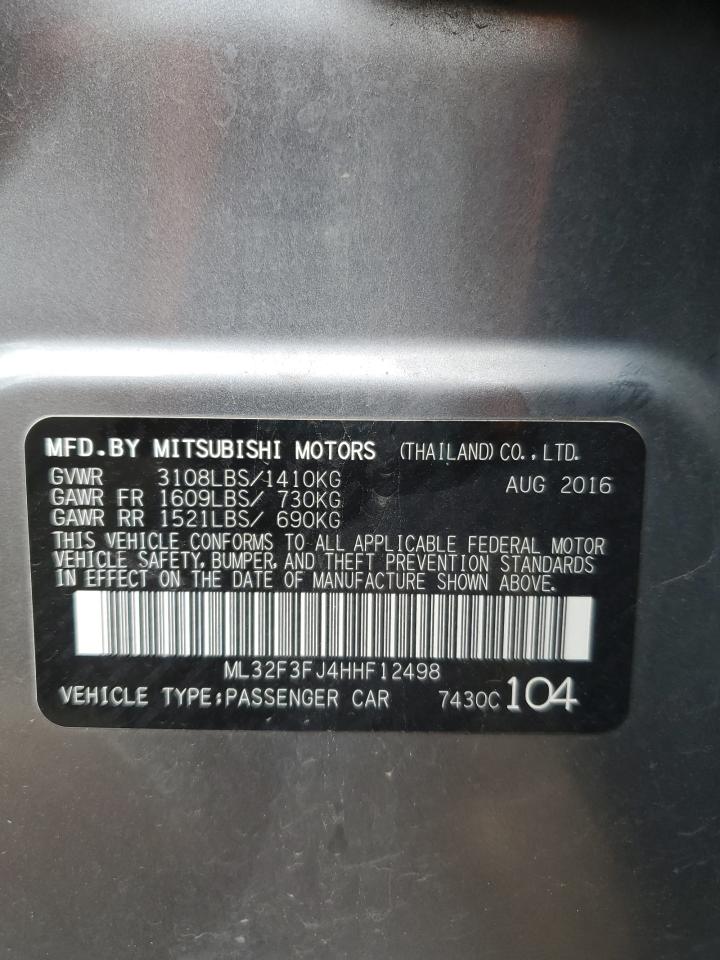 MFD. BY MITSUBISHI MOTORS (THAILAND) CO., LTD.
GVWR 3108LBS/1410KG AUG 2016
GAWR FR 1609LBS/ 730KG
GAWR RR 1521LBS/ 690KG
THIS VEHICLE CONFORMS TO ALL APPLICABLE FEDERAL MOTOR
VEHICLE SAFETY, BUMPER, AND THEFT PREVENTION STANDARDS
IN EFFECT ON THE DATE OF MANUFACTURE SHOWN ABOVE.
ML32F3FJ4HHF12498
VEHICLE TYPE:PASSENGER CAR 7430C 104